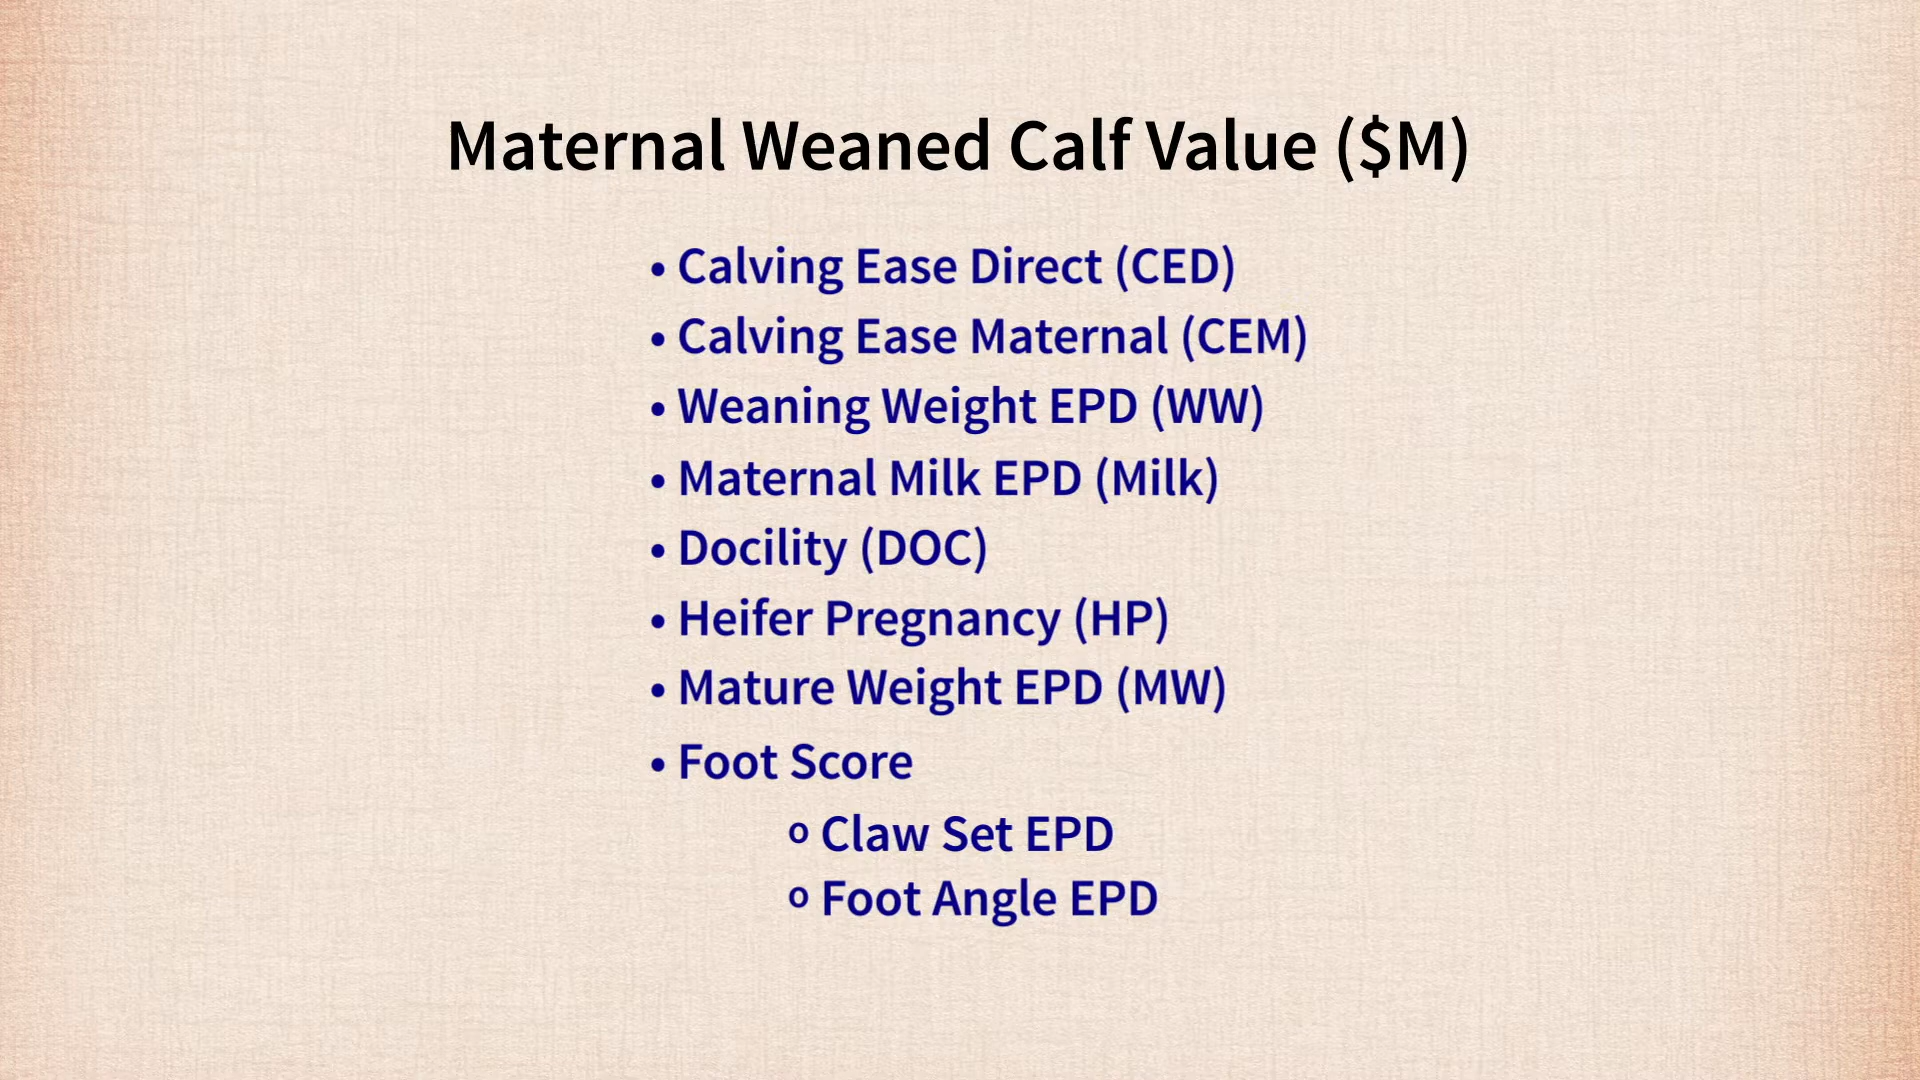 Maternal Weaned Calf Value ($M)
• Calving Ease Direct (CED)
• Calving Ease Maternal (CEM)
• Weaning Weight EPD (WW)
• Maternal Milk EPD (Milk)
• Docility (DOC)
• Heifer Pregnancy (HP)
• Mature Weight EPD (MW)
• Foot Score
o Claw Set EPD
o Foot Angle EPD